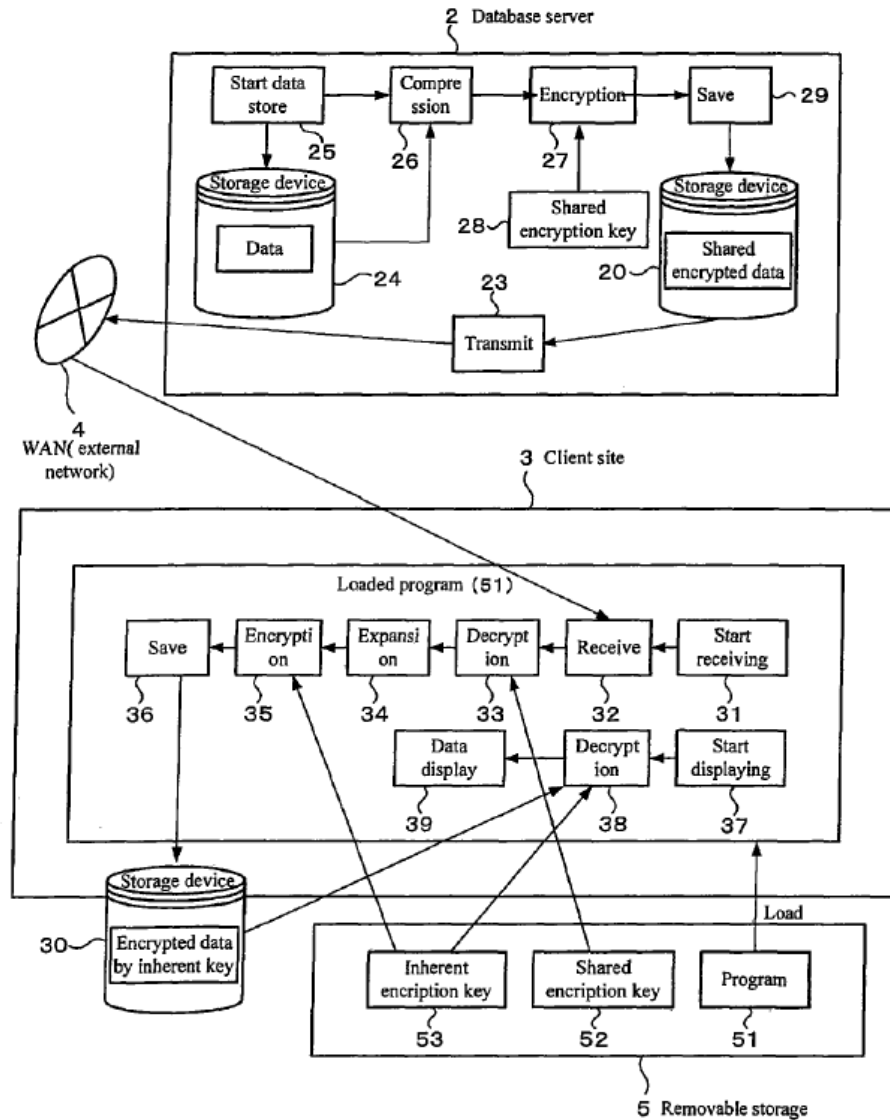 2 Database server
Start data
store
25
Compre
ssion
26
Encryption
27
Save
29
Storage device
Data
24
28
Shared
encryption key
Storage device
Shared
encrypted data
20
23
Transmit
4
WAN( external
network)
3 Client site
Loaded program (51)
Save
36
Encrypti
on
35
Expansi
on
34
Decrypt
ion
33
Receive
32
Start
receiving
31
Data
display
39
Decrypt
ion
38
Start
displaying
37
Storage device
30
Encrypted data
by inherent key
Load
Inherent
encription key
53
Shared
encription key
52
Program
51
5 Removable storage